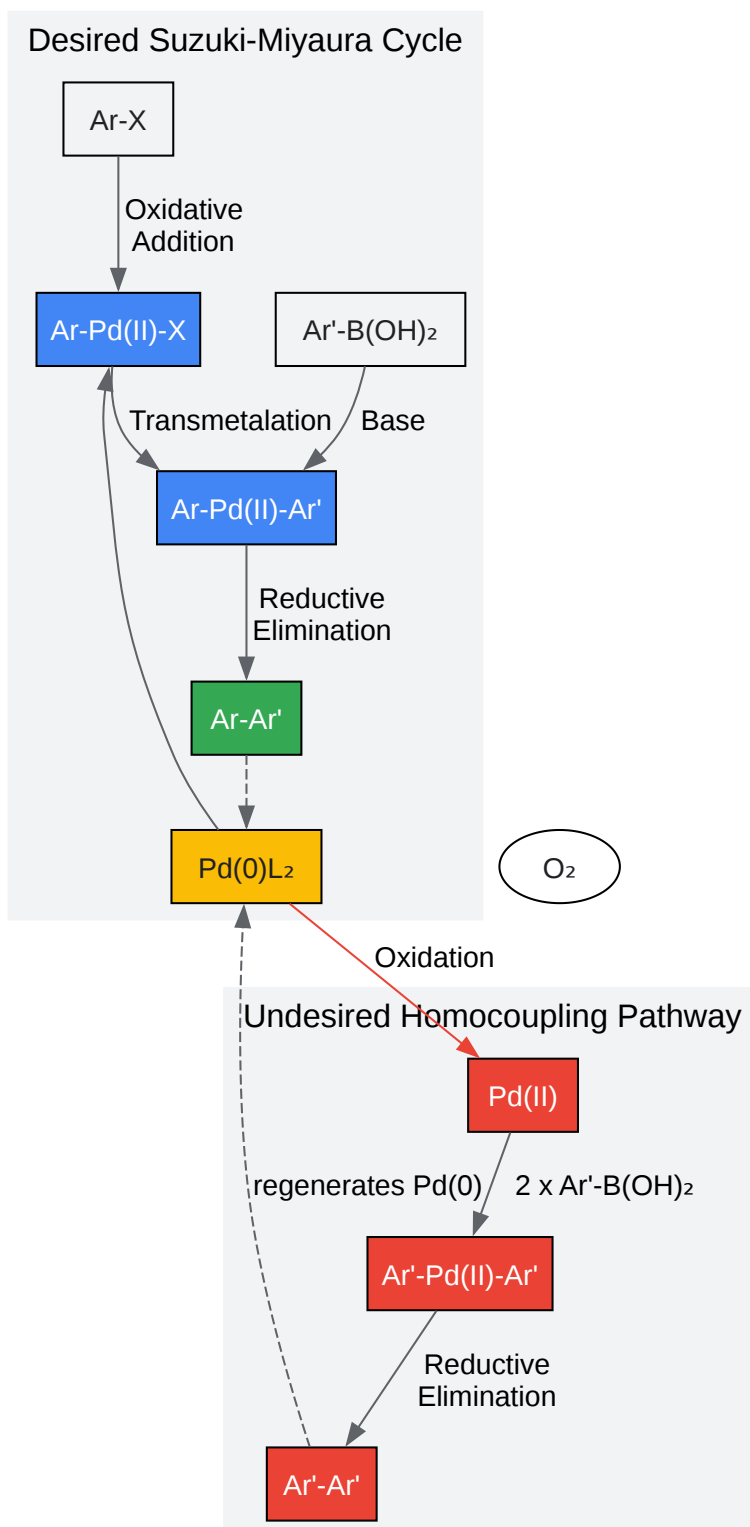 Desired Suzuki-Miyaura Cycle
Ar-X
Oxidative
Addition
Ar-Pd(II)-X
Ar'-B(OH)₂
Transmetalation
Base
Ar-Pd(II)-Ar'
Reductive
Elimination
Ar-Ar'
Pd(0)L₂
O₂
Oxidation
Undesired Homocoupling Pathway
Pd(II)
regenerates Pd(0)
2 x Ar'-B(OH)₂
Ar'-Pd(II)-Ar'
Reductive
Elimination
Ar'-Ar'